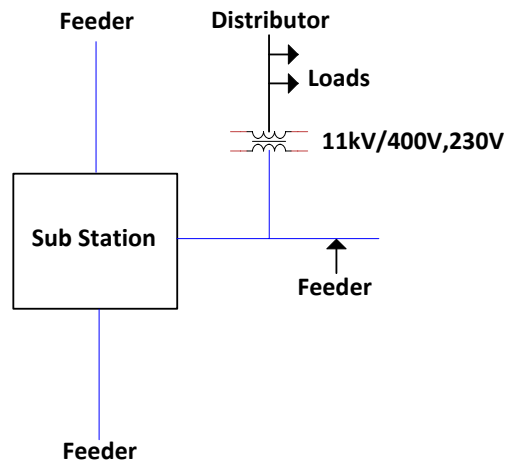 Feeder
Distributor
Loads
11kV/400V,230V
Sub Station
Feeder
Feeder